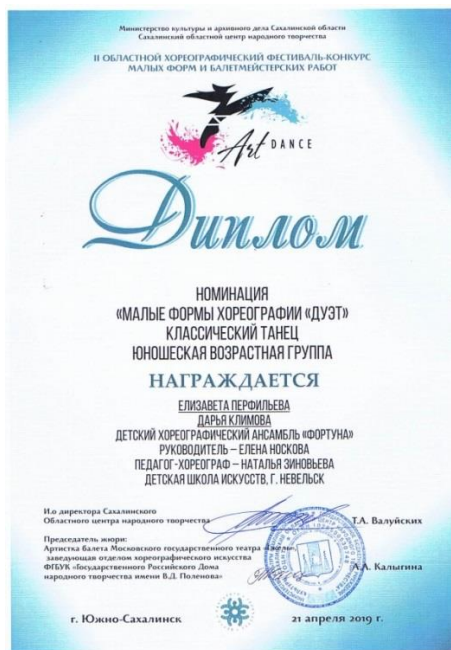 Министерство культуры и архивного дела Сахалинской области
Сахалинский областной центр народного творчества
II ОБЛАСТНОЙ ХОРЕОГРАФИЧЕСКИЙ ФЕСТИВАЛЬ-КОНКУРС
МАЛЫХ ФОРМ И БАЛЕТМЕЙСТЕРСКИХ РАБОТ
Art DANCE
Диплом
НОМИНАЦИЯ
«МАЛЫЕ ФОРМЫ ХОРЕОГРАФИИ «ДУЭТ»
КЛАССИЧЕСКИЙ ТАНЕЦ
ЮНОШЕСКАЯ ВОЗРАСТНАЯ ГРУППА
НАГРАЖДАЕТСЯ
ЕЛИЗАВЕТА ПЕРФИЛЬЕВА
ДАРЬЯ КЛИМОВА
ДЕТСКИЙ ХОРЕОГРАФИЧЕСКИЙ АНСАМБЛЬ «ФОРТУНА»
РУКОВОДИТЕЛЬ – ЕЛЕНА НОСКОВА
ПЕДАГОГ-ХОРЕОГРАФ – НАТАЛЬЯ ЗИНОВЬЕВА
ДЕТСКАЯ ШКОЛА ИСКУССТВ, Г. НЕВЕЛЬСК
И.о директора Сахалинского
Областного центра народного творчества Т.А. Валуйских
Председатель жюри:
Артистка балета Московского государственного театра «Гжель»,
заведующая отделом хореографического искусства
ФГБУК «Государственного Российского Дома А.А. Калыгина
народного творчества имени В.Д. Поленова»
г. Южно-Сахалинск 21 апреля 2019 г.